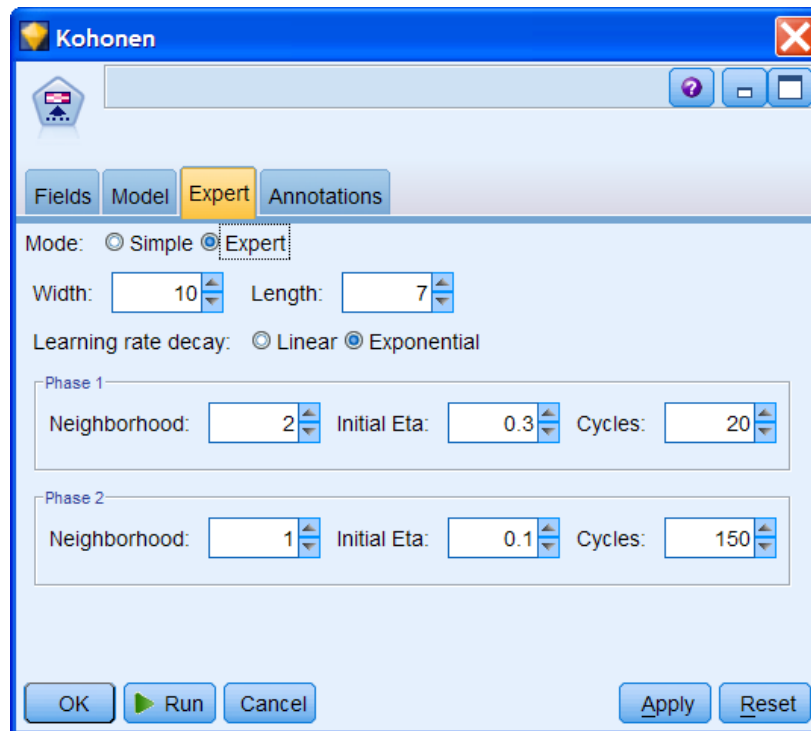 Kohonen
?
Fields Model Expert Annotations
Mode: Simple Expert
Width: 10 Length: 7
Learning rate decay: Linear Exponential
Phase 1
Neighborhood: 2 Initial Eta: 0.3 Cycles: 20
Phase 2
Neighborhood: 1 Initial Eta: 0.1 Cycles: 150
OK Run Cancel Apply Reset